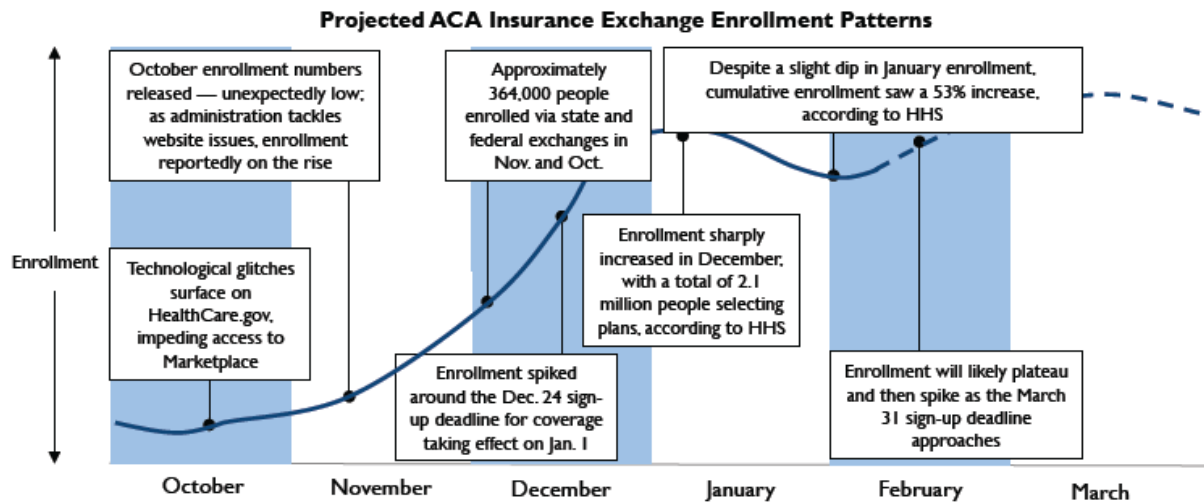 Projected ACA Insurance Exchange Enrollment Patterns
October enrollment numbers
released — unexpectedly low;
as administration tackles
website issues, enrollment
reportedly on the rise
Approximately
364,000 people
enrolled via state and
federal exchanges in
Nov. and Oct.
Despite a slight dip in January enrollment,
cumulative enrollment saw a 53% increase,
according to HHS
Enrollment
Technological glitches
surface on
HealthCare.gov,
impeding access to
Marketplace
Enrollment sharply
increased in December,
with a total of 2.1
million people selecting
plans, according to HHS
Enrollment spiked
around the Dec. 24 sign-
up deadline for coverage
taking effect on Jan. 1
Enrollment will likely plateau
and then spike as the March
31 sign-up deadline
approaches
October
November
December
January
February
March